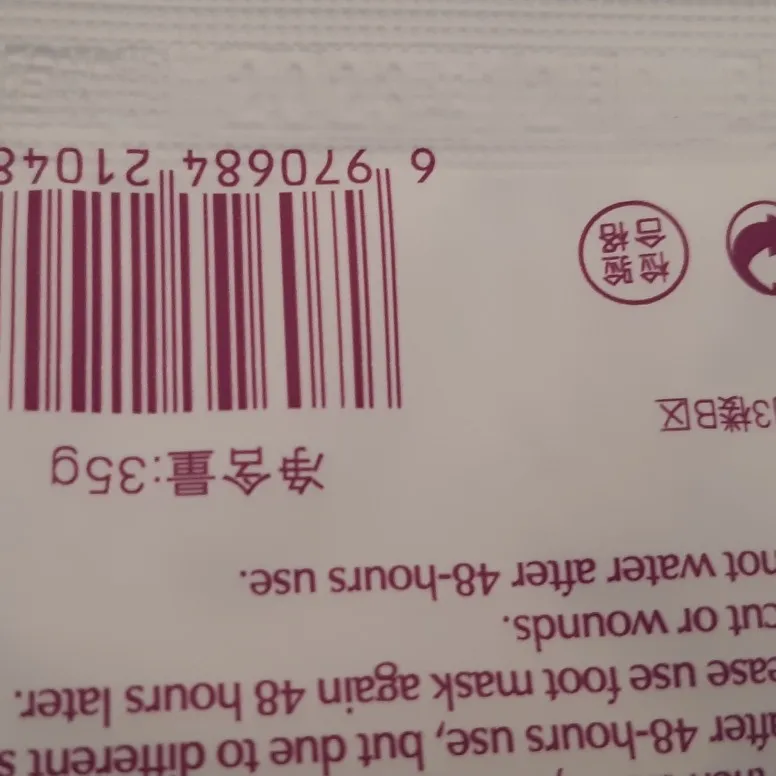 after 48-hours use, but due to different
ease use foot mask again 48 hours later.
cut or wounds.
water after 48-hours use.
净含量:35g
3楼B区
检验
合格
6 970684 21048